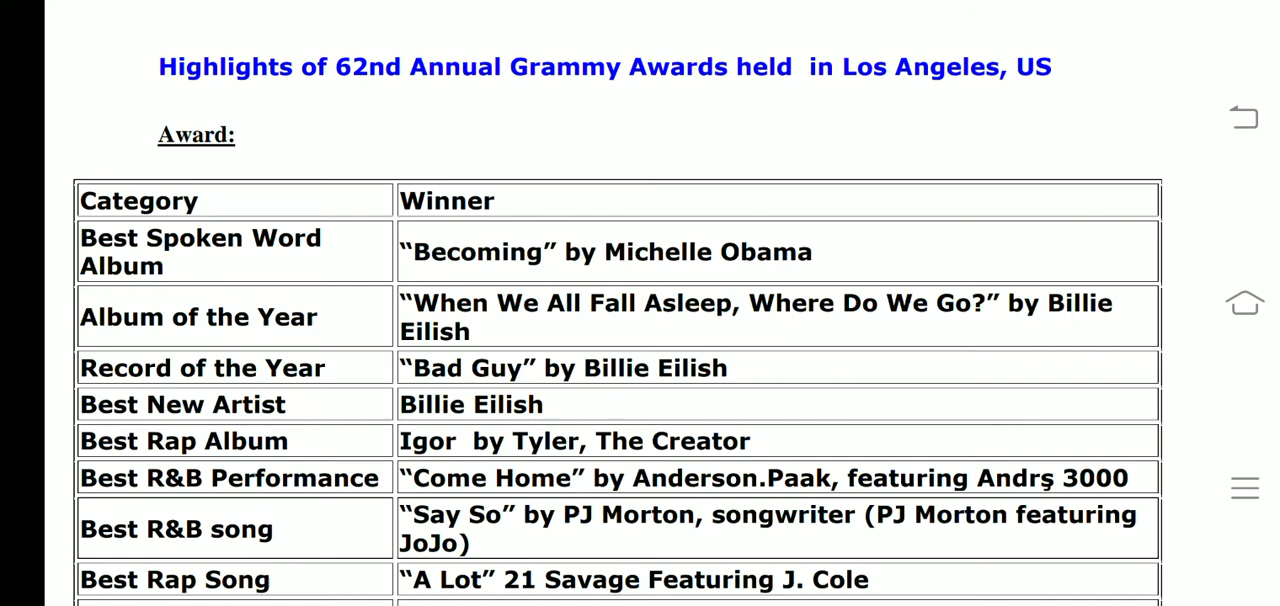 Highlights of 62nd Annual Grammy Awards held  in Los Angeles, US
Award:
Category
Winner
Best Spoken Word
Album
“Becoming” by Michelle Obama
Album of the Year
“When We All Fall Asleep, Where Do We Go?” by Billie
Eilish
Record of the Year
“Bad Guy” by Billie Eilish
Best New Artist
Billie Eilish
Best Rap Album
Igor  by Tyler, The Creator
Best R&B Performance
“Come Home” by Anderson.Paak, featuring Andrş 3000
Best R&B song
“Say So” by PJ Morton, songwriter (PJ Morton featuring
JoJo)
Best Rap Song
“A Lot” 21 Savage Featuring J. Cole